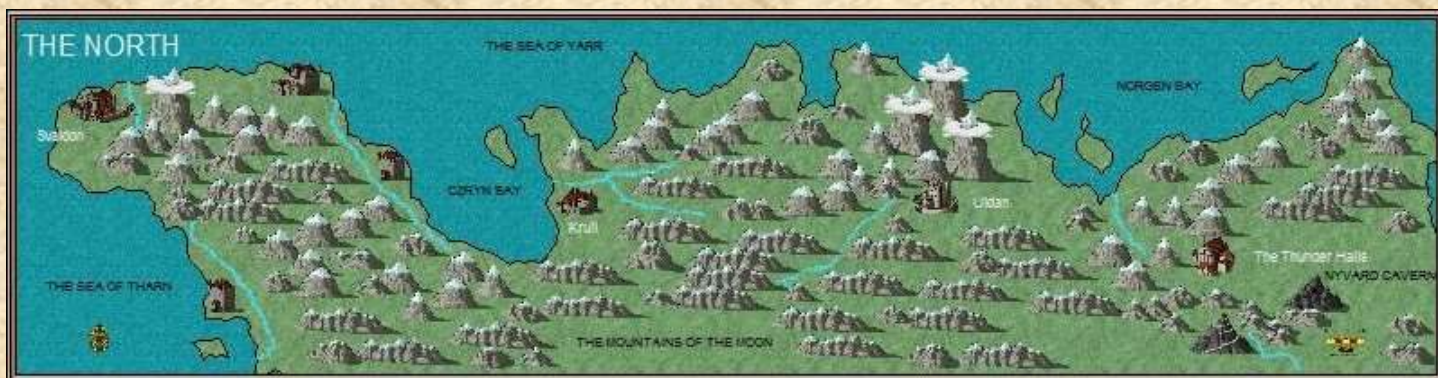 THE NORTH
THE SEA OF YARR
NORGEN BAY
Svaldon
CZRYN BAY
Krull
Uldan
The Thunder Halls
NYVARD CAVERN
THE SEA OF THARN
THE MOUNTAINS OF THE MOON